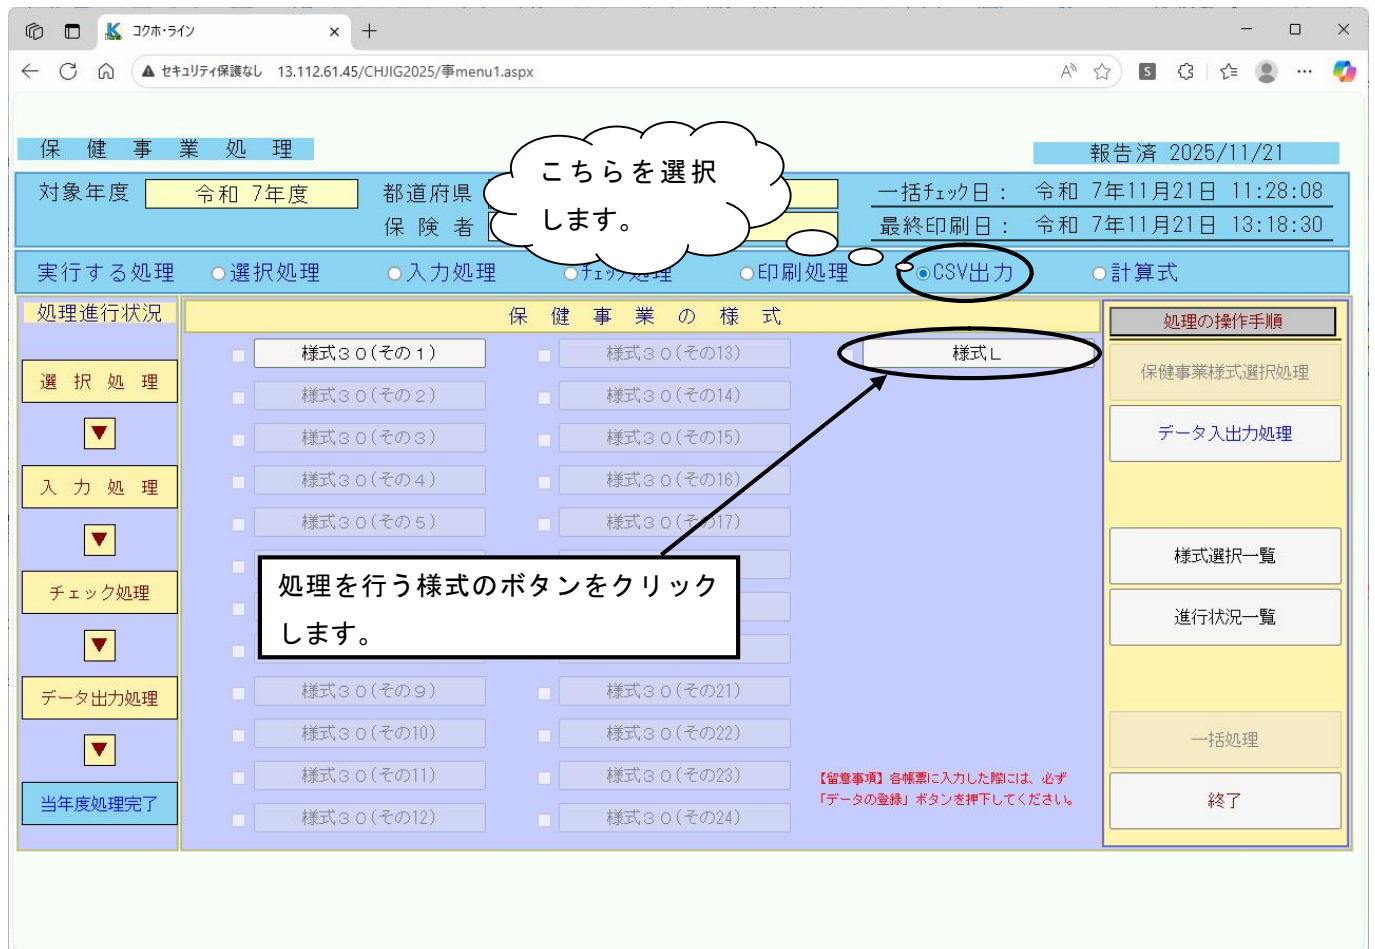 コクホ・ライン
セキュリティ保護なし 13.112.61.45/CHJIG2025/事menu1.aspx
保健事業処理
報告済 2025/11/21
こちらを選択
します。
対象年度 令和 7年度 都道府県 一括チェック日： 令和 7年11月21日 11:28:08
保険者 最終印刷日： 令和 7年11月21日 13:18:30
実行する処理 選択処理 入力処理 チェック処理 印刷処理 CSV出力 計算式
処理進行状況
選択処理
▼
入力処理
▼
チェック処理
▼
データ出力処理
▼
当年度処理完了
保健事業の様式
様式３０(その１) 様式３０(その13) 様式Ｌ
様式３０(その２) 様式３０(その14)
様式３０(その３) 様式３０(その15)
様式３０(その４) 様式３０(その16)
様式３０(その５) 様式３０(その17)
処理を行う様式のボタンをクリック
します。
様式３０(その９) 様式３０(その21)
様式３０(その10) 様式３０(その22)
様式３０(その11) 様式３０(その23)
様式３０(その12) 様式３０(その24)
【留意事項】各帳票に入力した際には、必ず
「データの登録」ボタンを押下してください。
処理の操作手順
保健事業様式選択処理
データ入出力処理
様式選択一覧
進行状況一覧
一括処理
終了